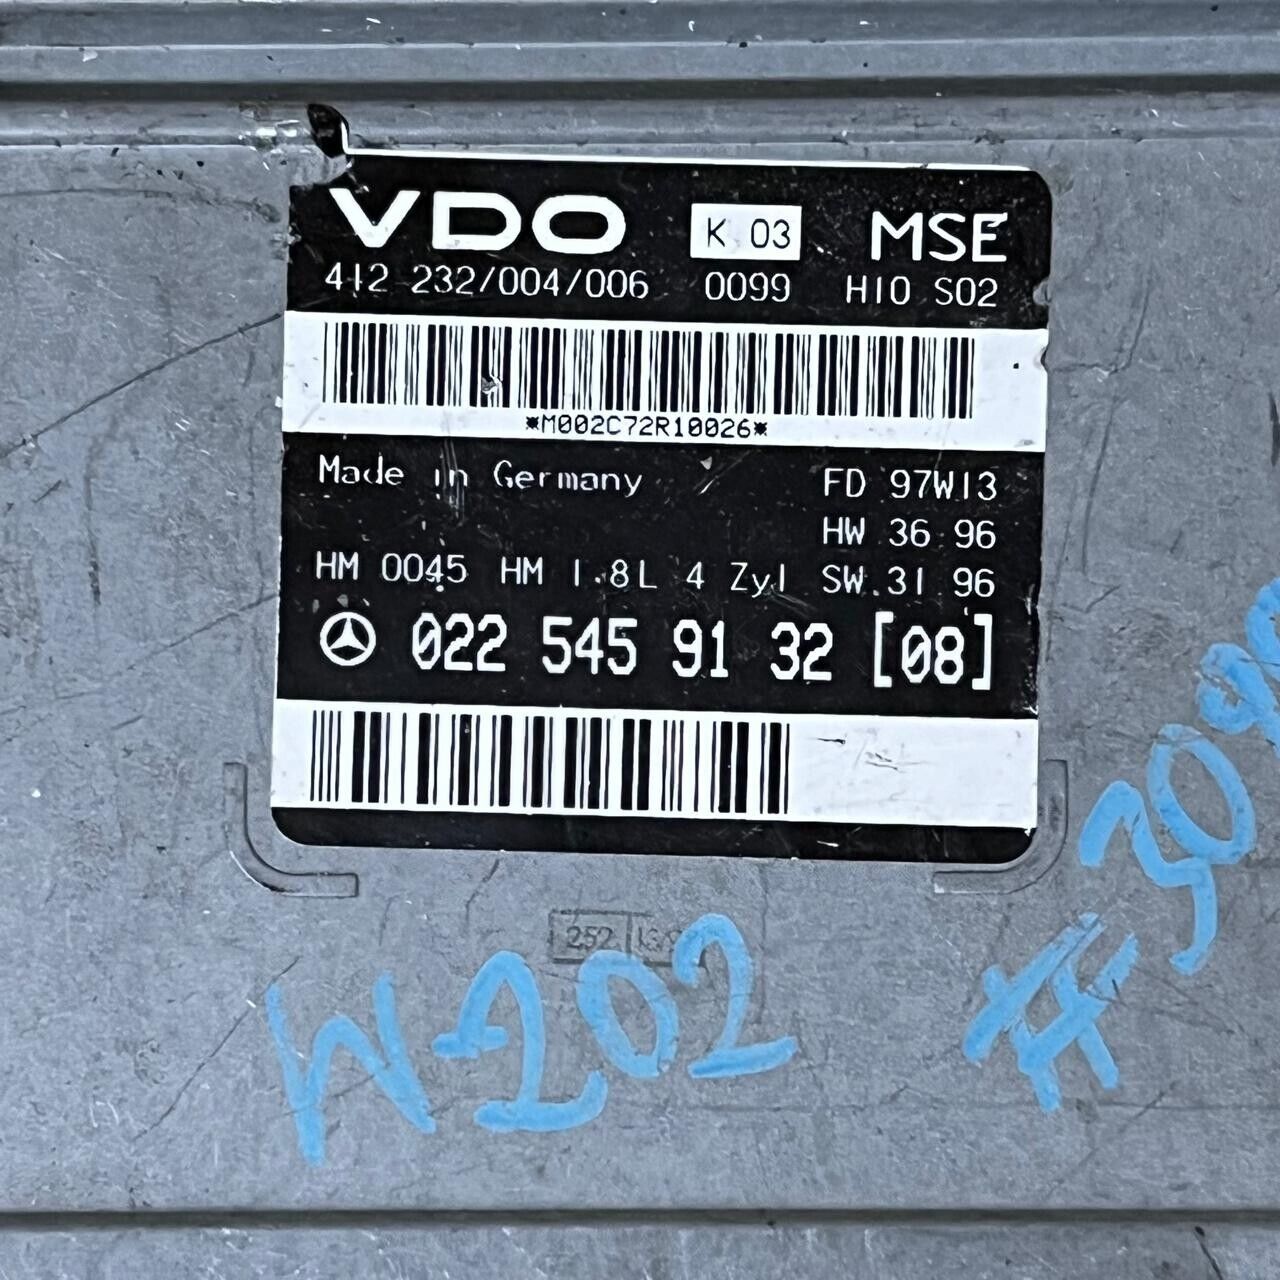 VDO K 03 MSE
412 232/004/006 0099 H10 S02
*M002C72R10026*
Made in Germany FD 97W13
HW 36 96
HM 0045 HM 1.8L 4 Zyl SW.31 96
022 545 91 32 [08]
252
W202